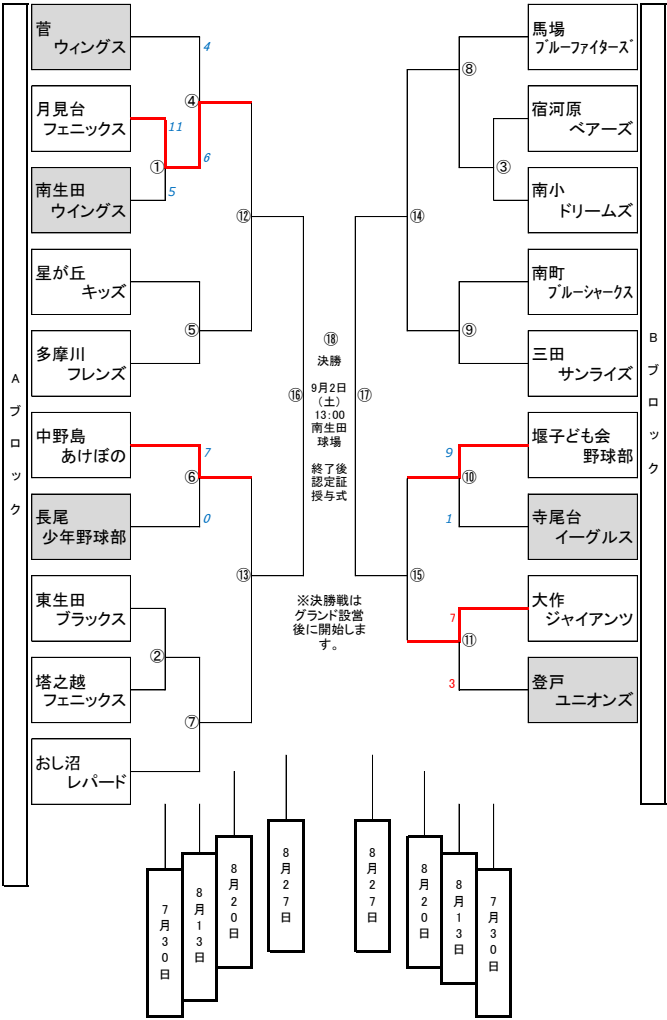 Aブロック
菅
ウィングス
4
④
月見台
フェニックス
11
①
6
南生田
ウイングス
5
⑫
星が丘
キッズ
⑤
多摩川
フレンズ
⑯
中野島
あけぼの
7
⑥
長尾
少年野球部
0
⑬
東生田
ブラックス
②
塔之越
フェニックス
⑦
おし沼
レパード
⑱
決勝
9月2日
(土)
13:00
南生田
球場
終了後
認定証
授与式
※決勝戦は
グランド設営
後に開始しま
す。
Bブロック
馬場
ブルーファイターズ
⑧
宿河原
ベアーズ
③
南小
ドリームズ
⑭
南町
ブルーシャークス
⑨
三田
サンライズ
⑰
堰子ども会
野球部
9
⑩
寺尾台
イーグルス
1
⑮
大作
ジャイアンツ
7
⑪
登戸
ユニオンズ
3
7月30日
8月13日
8月20日
8月27日
8月27日
8月20日
8月13日
7月30日